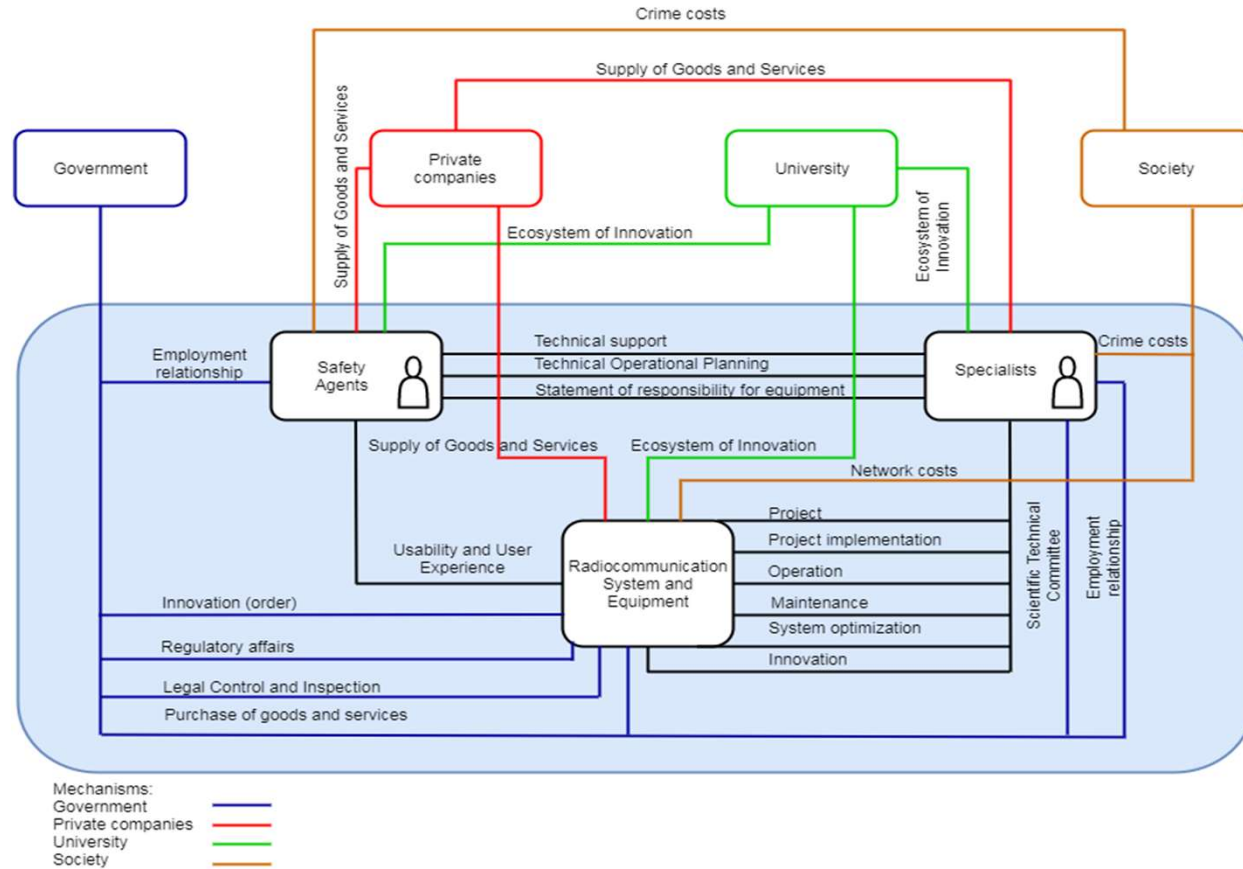 Crime costs
Supply of Goods and Services
Supply of Goods and Services
Government
Private
companies
University
Society
Ecosystem of Innovation
Ecosystem of
Innovation
Employment
relationship
Safety
Agents
Technical support
Technical Operational Planning
Statement of responsibility for equipment
Specialists
Crime costs
Supply of Goods and Services
Ecosystem of Innovation
Network costs
Usability and User
Experience
Radiocommunication
System and
Equipment
Project
Project implementation
Operation
Maintenance
System optimization
Innovation
Scientific Technical
Committee
Employment
relationship
Innovation (order)
Regulatory affairs
Legal Control and Inspection
Purchase of goods and services
Mechanisms:
Government
Private companies
University
Society